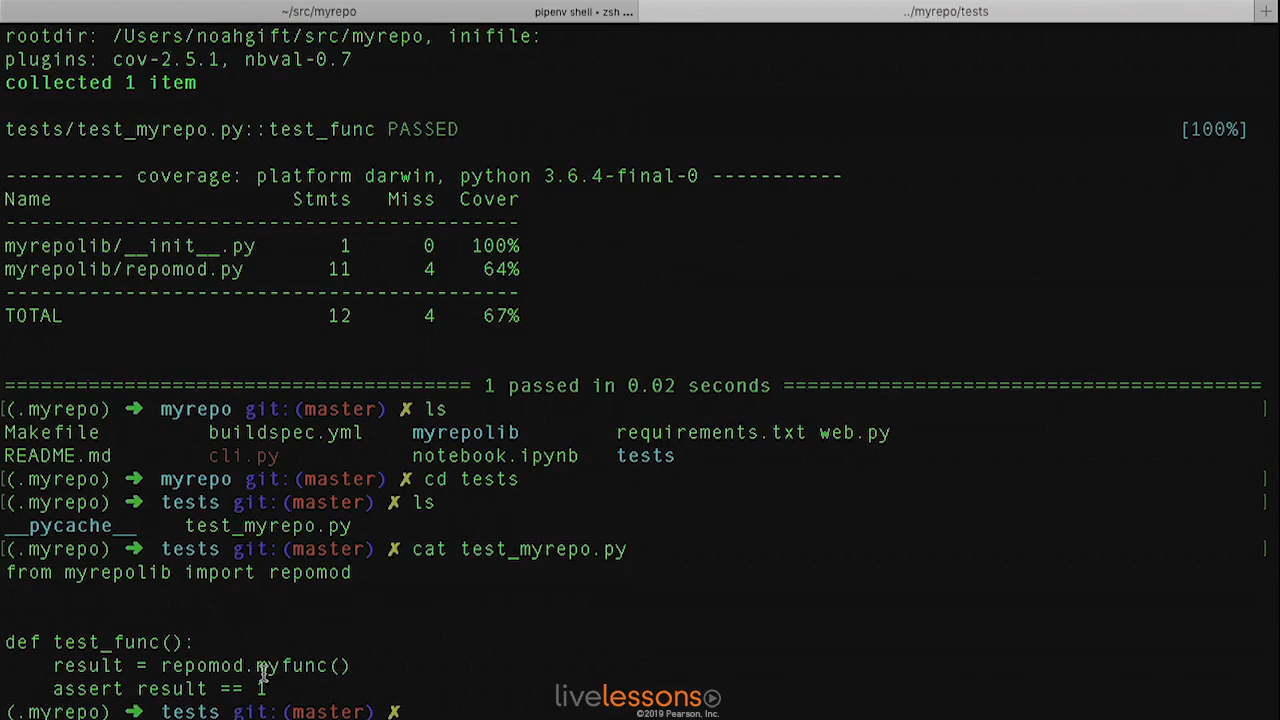 ~/src/myrepo pipenv shell • zsh ... ../myrepo/tests +
rootdir: /Users/noahgift/src/myrepo, inifile:
plugins: cov-2.5.1, nbval-0.7
collected 1 item
tests/test_myrepo.py::test_func PASSED [100%]
---------- coverage: platform darwin, python 3.6.4-final-0 -----------
Name Stmts Miss Cover
-------------------------------------------
myrepolib/__init__.py 1 0 100%
myrepolib/repomod.py 11 4 64%
-------------------------------------------
TOTAL 12 4 67%
======================================= 1 passed in 0.02 seconds ========================================
[(.myrepo) ➜ myrepo git:(master) ✗ ls ]
Makefile buildspec.yml myrepolib requirements.txt web.py
README.md cli.py notebook.ipynb tests
[(.myrepo) ➜ myrepo git:(master) ✗ cd tests ]
[(.myrepo) ➜ tests git:(master) ✗ ls ]
__pycache__ test_myrepo.py
[(.myrepo) ➜ tests git:(master) ✗ cat test_myrepo.py ]
from myrepolib import repomod
def test_func():
    result = repomod.myfunc()
    assert result == 1
(.myrepo) ➜ tests git:(master) ✗
livelessons
©2019 Pearson, Inc.